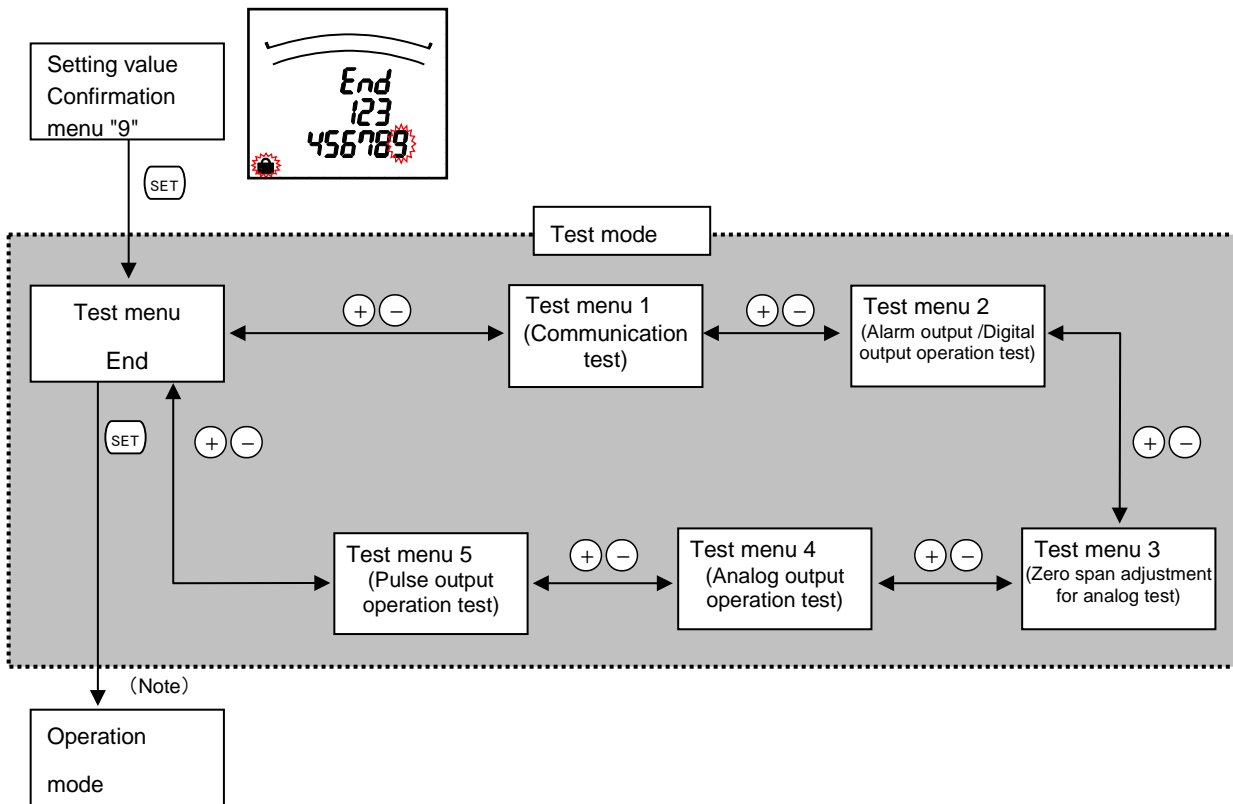 Setting value
Confirmation
menu "9"
End
123
456789
SET
Test mode
Test menu
End
+ −
Test menu 1
(Communication
test)
+ −
Test menu 2
(Alarm output /Digital
output operation test)
SET
+ −
+ −
Test menu 5
(Pulse output
operation test)
+ −
Test menu 4
(Analog output
operation test)
+ −
Test menu 3
(Zero span adjustment
for analog test)
（Note）
Operation
mode